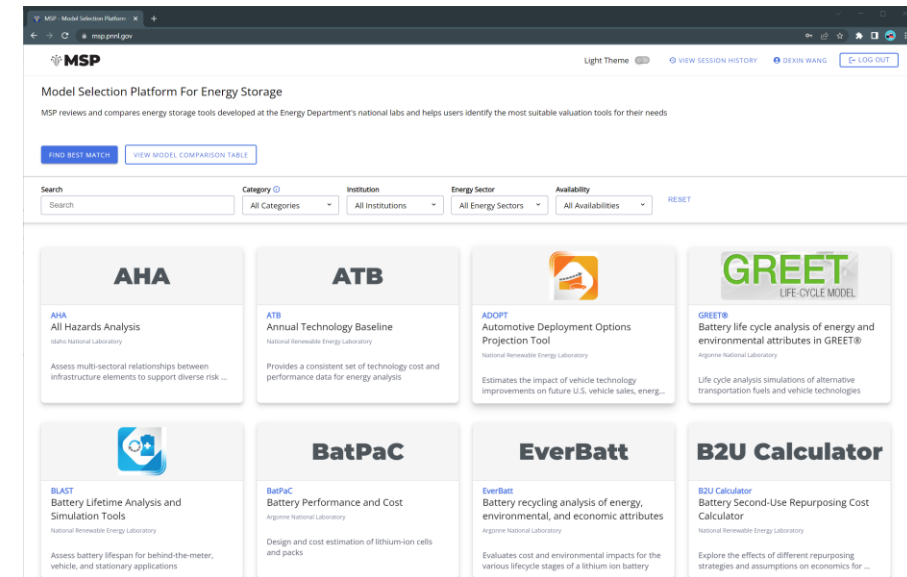 MSP - Model Selection Platform
msp.pnnl.gov
MSP
Light Theme
VIEW SESSION HISTORY
DEXIN WANG
LOG OUT
Model Selection Platform For Energy Storage
MSP reviews and compares energy storage tools developed at the Energy Department's national labs and helps users identify the most suitable valuation tools for their needs
FIND BEST MATCH
VIEW MODEL COMPARISON TABLE
Search
Category
Institution
Energy Sector
Availability
Search
All Categories
All Institutions
All Energy Sectors
All Availabilities
RESET
AHA
ATB
GREET
LIFE-CYCLE MODEL
AHA
All Hazards Analysis
Idaho National Laboratory
Assess multi-sectoral relationships between
infrastructure elements to support diverse risk ...
ATB
Annual Technology Baseline
National Renewable Energy Laboratory
Provides a consistent set of technology cost and
performance data for energy analysis
ADOPT
Automotive Deployment Options
Projection Tool
National Renewable Energy Laboratory
Estimates the impact of vehicle technology
improvements on future U.S. vehicle sales, energ...
GREET®
Battery life cycle analysis of energy and
environmental attributes in GREET®
Argonne National Laboratory
Life cycle analysis simulations of alternative
transportation fuels and vehicle technologies
BatPaC
EverBatt
B2U Calculator
BLAST
Battery Lifetime Analysis and
Simulation Tools
National Renewable Energy Laboratory
Assess battery lifespan for behind-the-meter,
vehicle, and stationary applications
BatPaC
Battery Performance and Cost
Argonne National Laboratory
Design and cost estimation of lithium-ion cells
and packs
EverBatt
Battery recycling analysis of energy,
environmental, and economic attributes
Argonne National Laboratory
Evaluates cost and environmental impacts for the
various lifecycle stages of a lithium ion battery
B2U Calculator
Battery Second-Use Repurposing Cost
Calculator
National Renewable Energy Laboratory
Explore the effects of different repurposing
strategies and assumptions on economics for ...